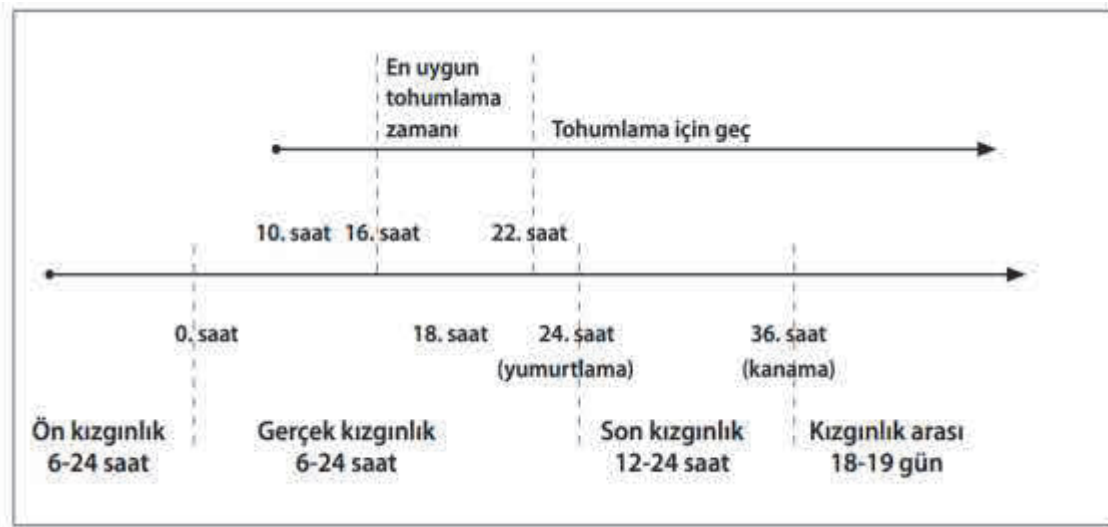 En uygun
tohumlama
zamanı
Tohumlama için geç
10. saat 16. saat 22. saat
0. saat 18. saat 24. saat 36. saat
(yumurtlama) (kanama)
Ön kızgınlık Gerçek kızgınlık Son kızgınlık Kızgınlık arası
6-24 saat 6-24 saat 12-24 saat 18-19 gün